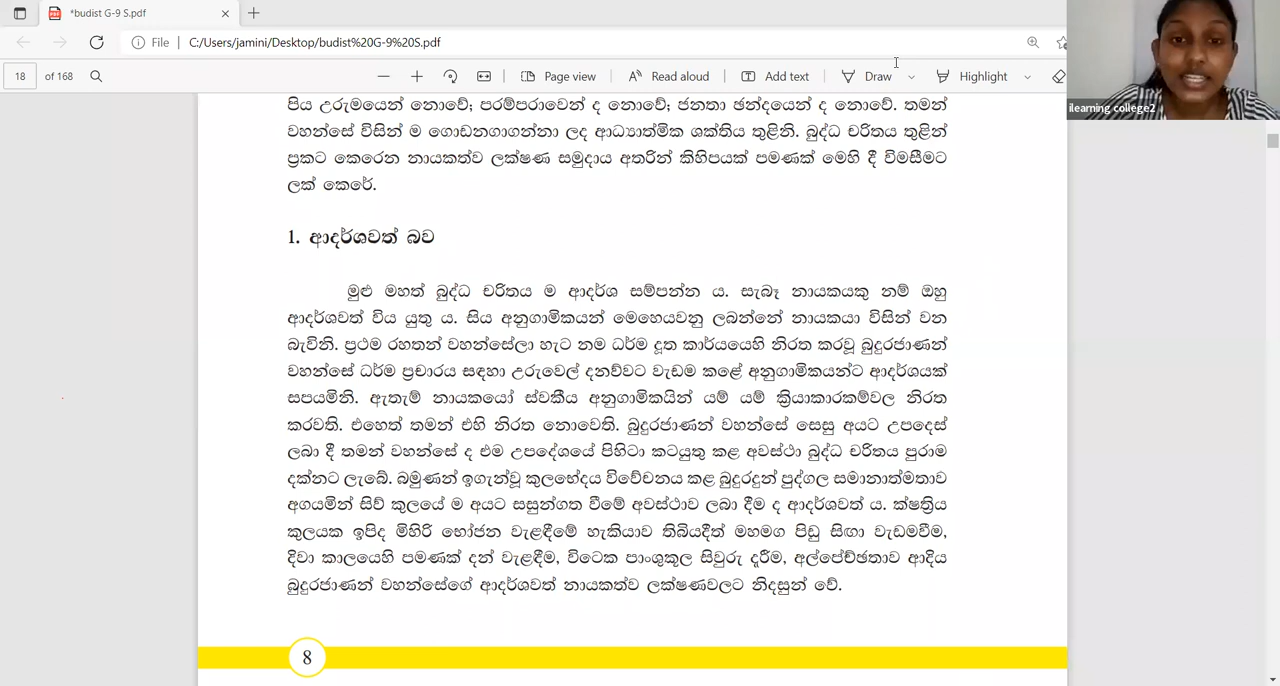 *budist G-9 S.pdf
File C:/Users/jamini/Desktop/budist%20G-9%20S.pdf
18 of 168 Page view Read aloud Add text Draw Highlight
ilearning college2
පිය උරුමයෙන් නොවේ; පරම්පරාවෙන් ද නොවේ; ජනතා ඡන්දයෙන් ද නොවේ. තමන්
වහන්සේ විසින් ම ගොඩනගාගන්නා ලද ආධ්‍යාත්මික ශක්තිය තුළිනි. බුද්ධ චරිතය තුළින්
ප්‍රකට කෙරෙන නායකත්ව ලක්ෂණ සමුදාය අතරින් කිහිපයක් පමණක් මෙහි දී විමසීමට
ලක් කෙරේ.
1. ආදර්ශවත් බව
මුළු මහත් බුද්ධ චරිතය ම ආදර්ශ සම්පන්න ය. සැබෑ නායකයකු නම් ඔහු
ආදර්ශවත් විය යුතු ය. සිය අනුගාමිකයන් මෙහෙයවනු ලබන්නේ නායකයා විසින් වන
බැවිනි. ප්‍රථම රහතන් වහන්සේලා හැට නම ධර්ම දූත කාර්යයෙහි නිරත කරවූ බුදුරජාණන්
වහන්සේ ධර්ම ප්‍රචාරය සඳහා උරුවෙල් දනව්වට වැඩම කළේ අනුගාමිකයන්ට ආදර්ශයක්
සපයමිනි. ඇතැම් නායකයෝ ස්වකීය අනුගාමිකයින් යම් යම් ක්‍රියාකාරකම්වල නිරත
කරවති. එහෙත් තමන් එහි නිරත නොවෙති. බුදුරජාණන් වහන්සේ සෙසු අයට උපදෙස්
ලබා දී තමන් වහන්සේ ද එම උපදේශයේ පිහිටා කටයුතු කළ අවස්ථා බුද්ධ චරිතය පුරාම
දක්නට ලැබේ. බමුණන් ඉගැන්වූ කුලභේදය විවේචනය කළ බුදුරදුන් පුද්ගල සමානාත්මතාව
අගයමින් සිව් කුලයේ ම අයට සසුන්ගත වීමේ අවස්ථාව ලබා දීම ද ආදර්ශවත් ය. ක්ෂත්‍රිය
කුලයක ඉපිද මිහිරි භෝජන වැළඳීමේ හැකියාව තිබියදීත් මහමග පිඬු සිඟා වැඩමවීම,
දිවා කාලයෙහි පමණක් දන් වැළඳීම, විටෙක පාංශුකූල සිවුරු දැරීම, අල්පේච්ඡතාව ආදිය
බුදුරජාණන් වහන්සේගේ ආදර්ශවත් නායකත්ව ලක්ෂණවලට නිදසුන් වේ.
8